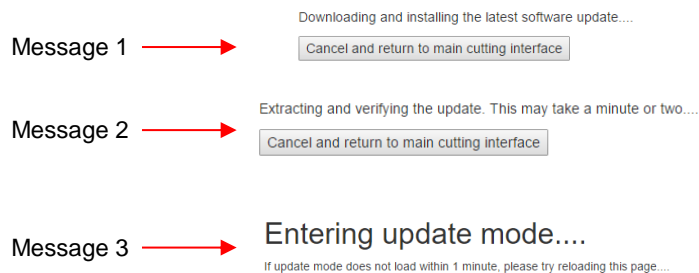 Downloading and installing the latest software update....
Message 1
Cancel and return to main cutting interface
Extracting and verifying the update. This may take a minute or two....
Message 2
Cancel and return to main cutting interface
Entering update mode....
Message 3
If update mode does not load within 1 minute, please try reloading this page....